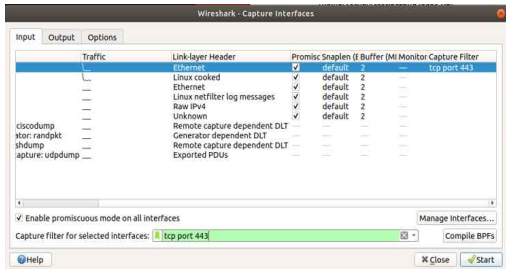 Wireshark · Capture Interfaces
Input Output Options
Traffic Link-layer Header Promisc Snaplen (E Buffer (MI Monitor Capture Filter
Ethernet default 2 — tcp port 443
Linux cooked default 2 —
Ethernet default 2 —
Linux netfilter log messages default 2 —
Raw IPv4 default 2 —
Unknown default 2 —
ciscodump Remote capture dependent DLT — — — —
ator: randpkt Generator dependent DLT — — — —
shdump Remote capture dependent DLT — — — —
apture: udpdump Exported PDUs — — — —
Enable promiscuous mode on all interfaces Manage Interfaces...
Capture filter for selected interfaces: tcp port 443 Compile BPFs
Help Close Start